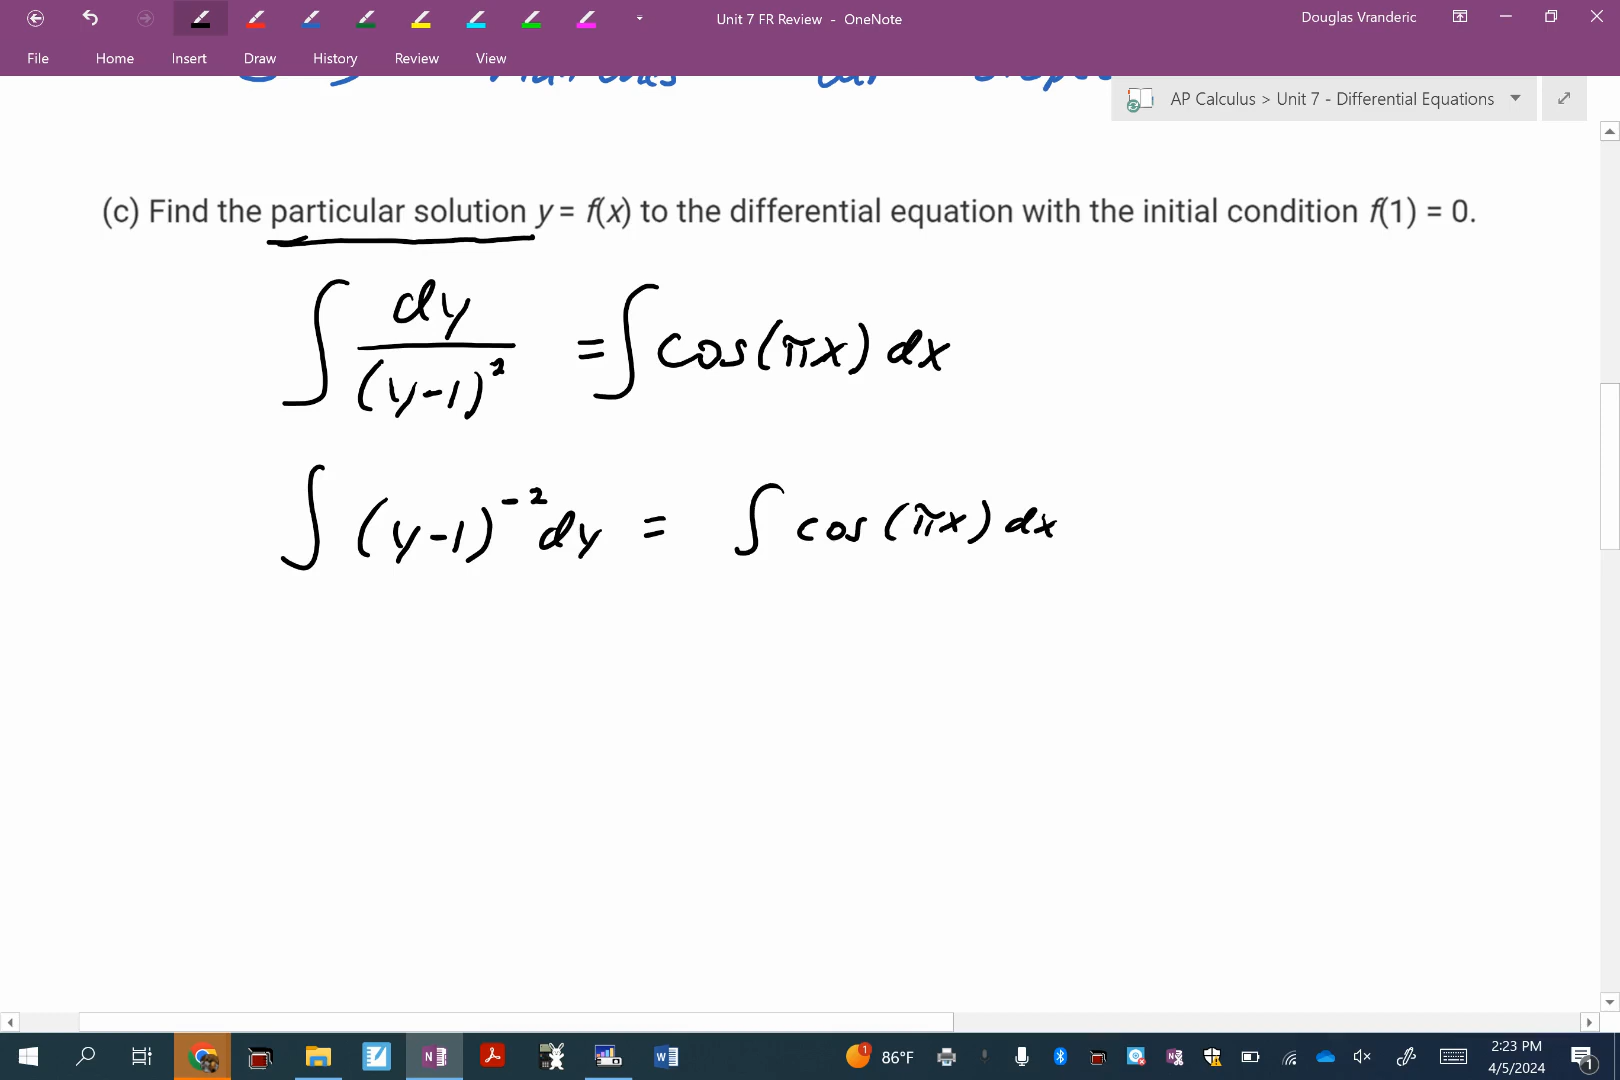 Unit 7 FR Review - OneNote
Douglas Vranderic
File Home Insert Draw History Review View
AP Calculus > Unit 7 - Differential Equations
(c) Find the particular solution y = f(x) to the differential equation with the initial condition f(1) = 0.
∫ dy/(y-1)² = ∫ cos(πx) dx
∫ (y-1)⁻² dy = ∫ cos(πx) dx
86°F
2:23 PM
4/5/2024